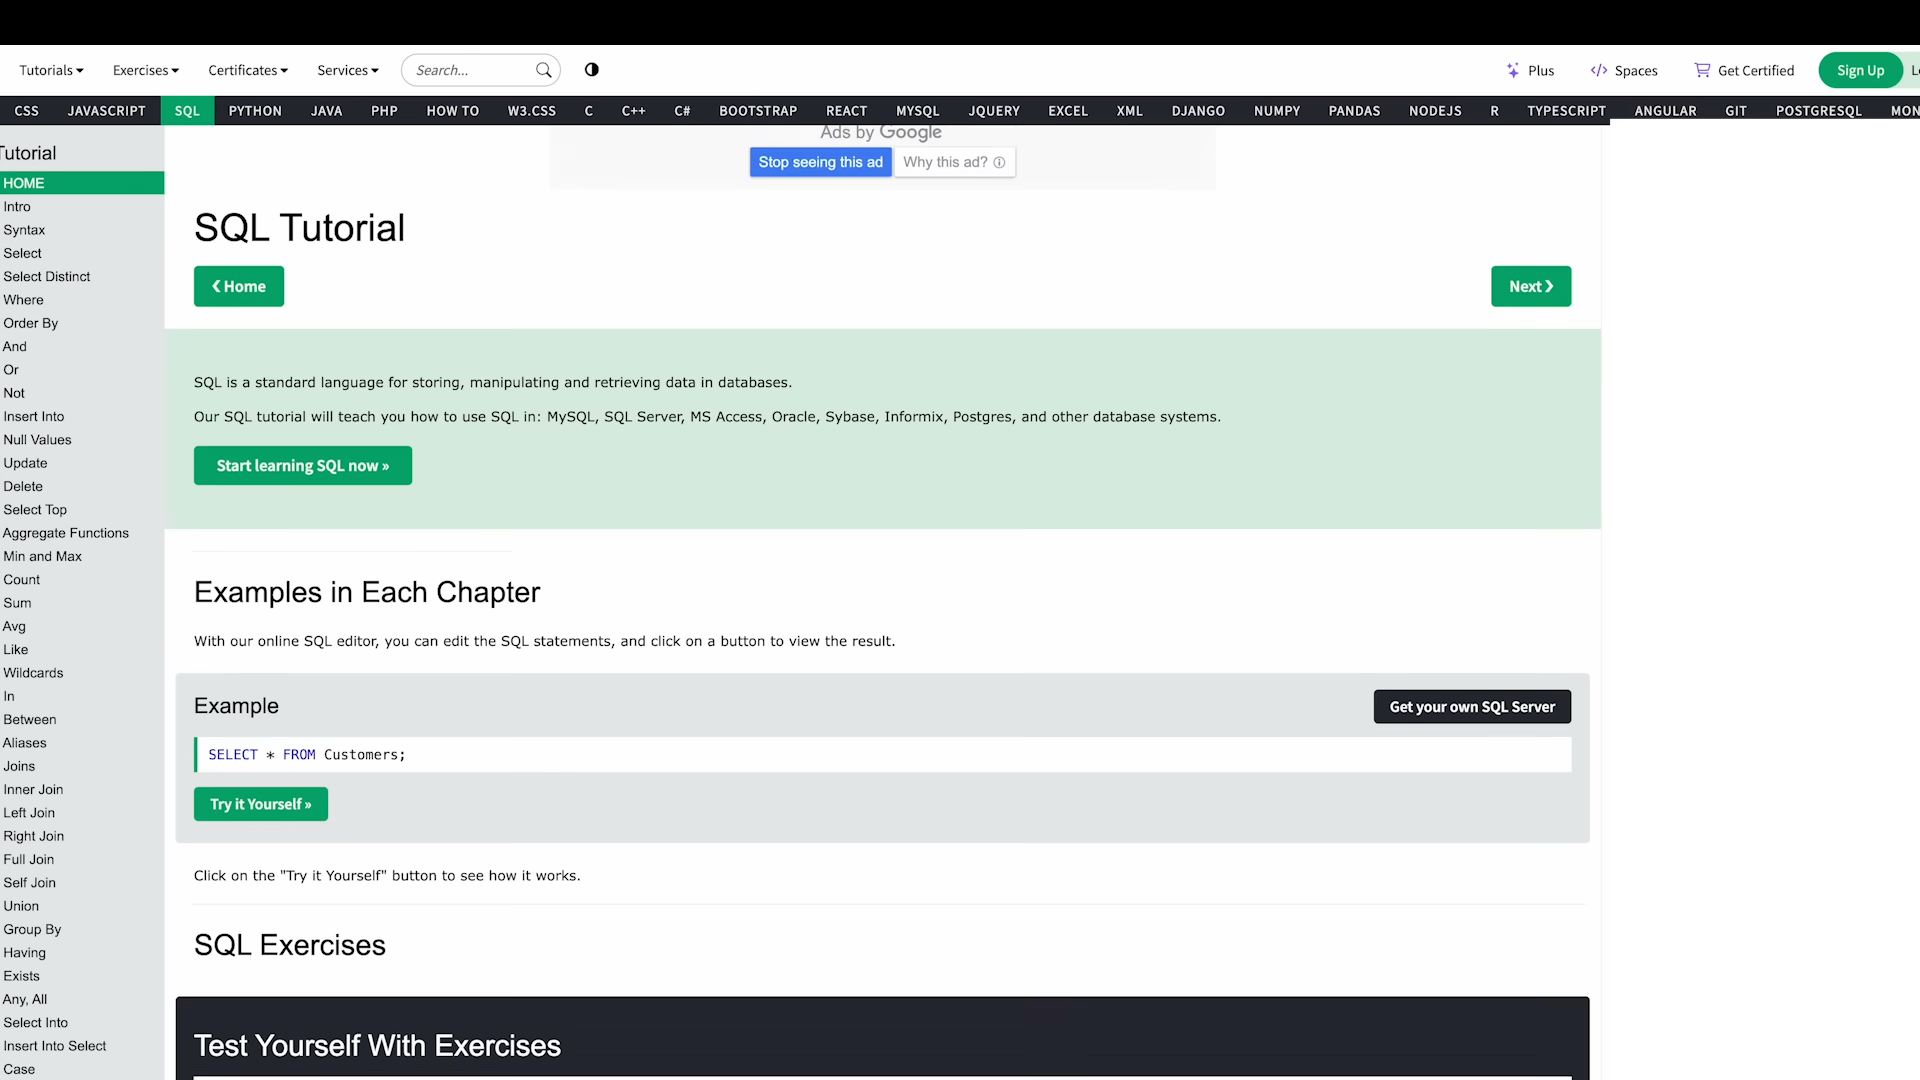 Tutorials Exercises Certificates Services Search... Plus Spaces Get Certified Sign Up
CSS JAVASCRIPT SQL PYTHON JAVA PHP HOW TO W3.CSS C C++ C# BOOTSTRAP REACT MYSQL JQUERY EXCEL XML DJANGO NUMPY PANDAS NODEJS R TYPESCRIPT ANGULAR GIT POSTGRESQL MON
Tutorial
HOME
Intro
Syntax
Select
Select Distinct
Where
Order By
And
Or
Not
Insert Into
Null Values
Update
Delete
Select Top
Aggregate Functions
Min and Max
Count
Sum
Avg
Like
Wildcards
In
Between
Aliases
Joins
Inner Join
Left Join
Right Join
Full Join
Self Join
Union
Group By
Having
Exists
Any, All
Select Into
Insert Into Select
Case
Ads by Google
Stop seeing this ad Why this ad?
SQL Tutorial
❮ Home Next ❯
SQL is a standard language for storing, manipulating and retrieving data in databases.
Our SQL tutorial will teach you how to use SQL in: MySQL, SQL Server, MS Access, Oracle, Sybase, Informix, Postgres, and other database systems.
Start learning SQL now »
Examples in Each Chapter
With our online SQL editor, you can edit the SQL statements, and click on a button to view the result.
Example
Get your own SQL Server
SELECT * FROM Customers;
Try it Yourself »
Click on the "Try it Yourself" button to see how it works.
SQL Exercises
Test Yourself With Exercises